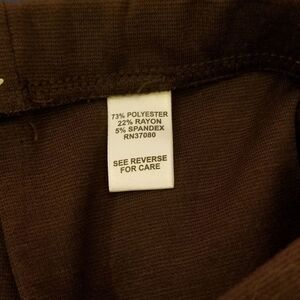 73% POLYESTER
22% RAYON
5% SPANDEX
RN37080
SEE REVERSE
FOR CARE